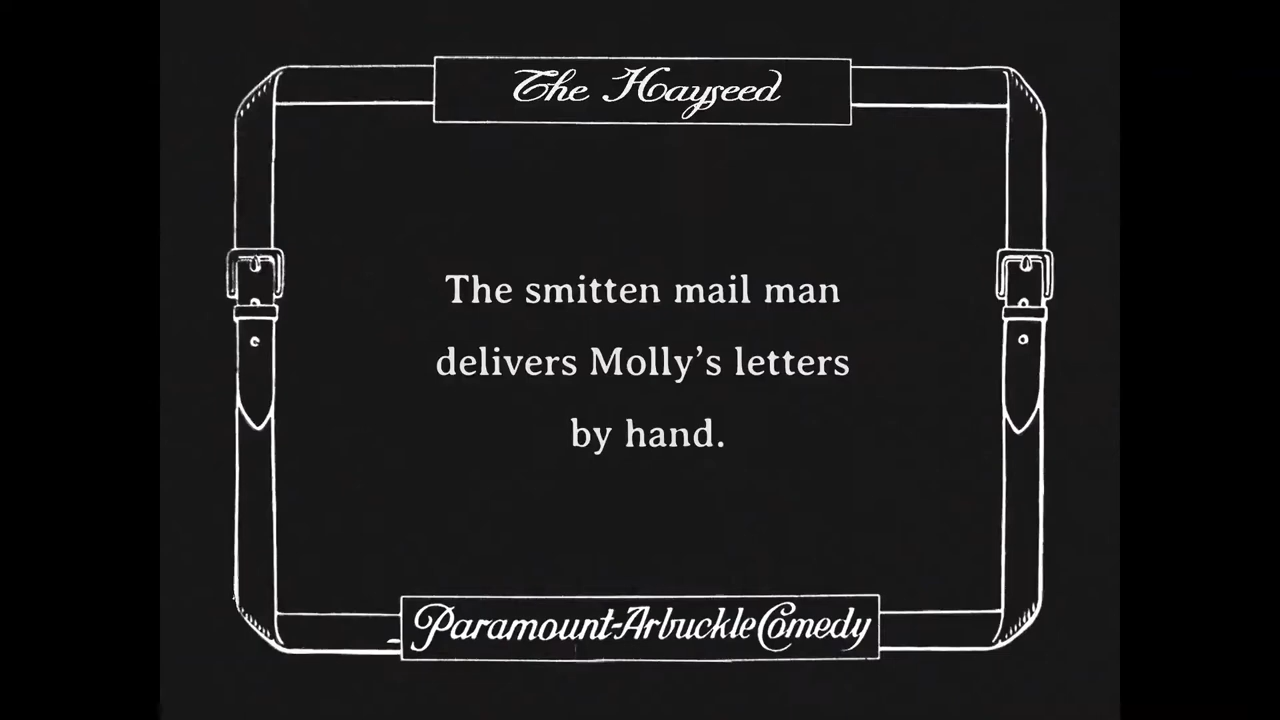 The Hayseed
The smitten mail man
delivers Molly's letters
by hand.
Paramount-Arbuckle Comedy